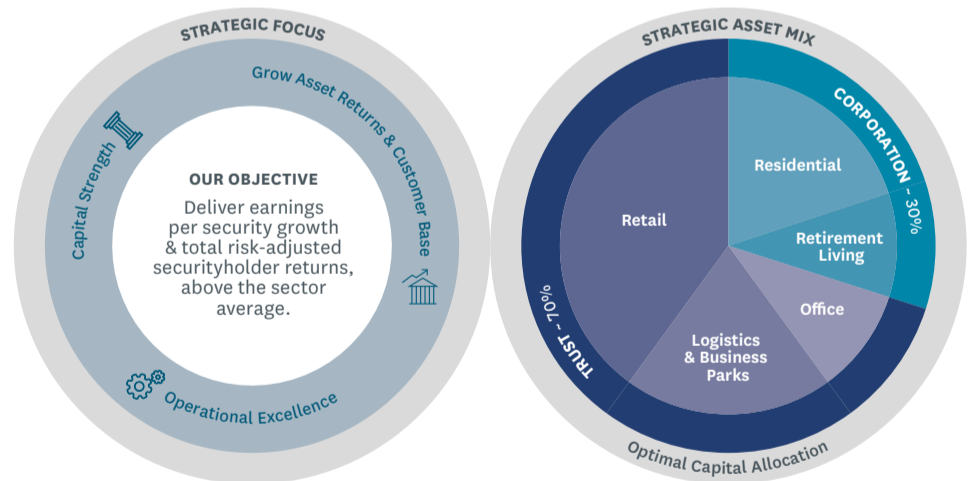 STRATEGIC FOCUS
Grow Asset Returns & Customer Base
Capital Strength
OUR OBJECTIVE
Deliver earnings
per security growth
& total risk-adjusted
securityholder returns,
above the sector
average.
Operational Excellence
STRATEGIC ASSET MIX
CORPORATION ~ 30%
Residential
Retail
Retirement
Living
Office
Logistics
& Business
Parks
TRUST ~ 70%
Optimal Capital Allocation